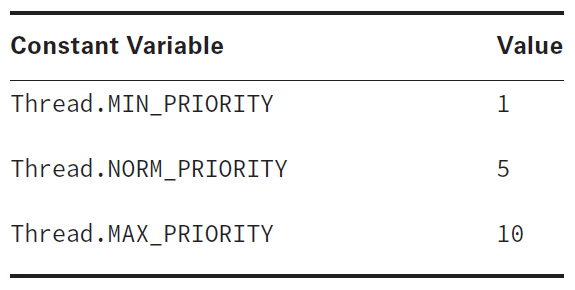 Constant Variable Value
Thread.MIN_PRIORITY 1
Thread.NORM_PRIORITY 5
Thread.MAX_PRIORITY 10